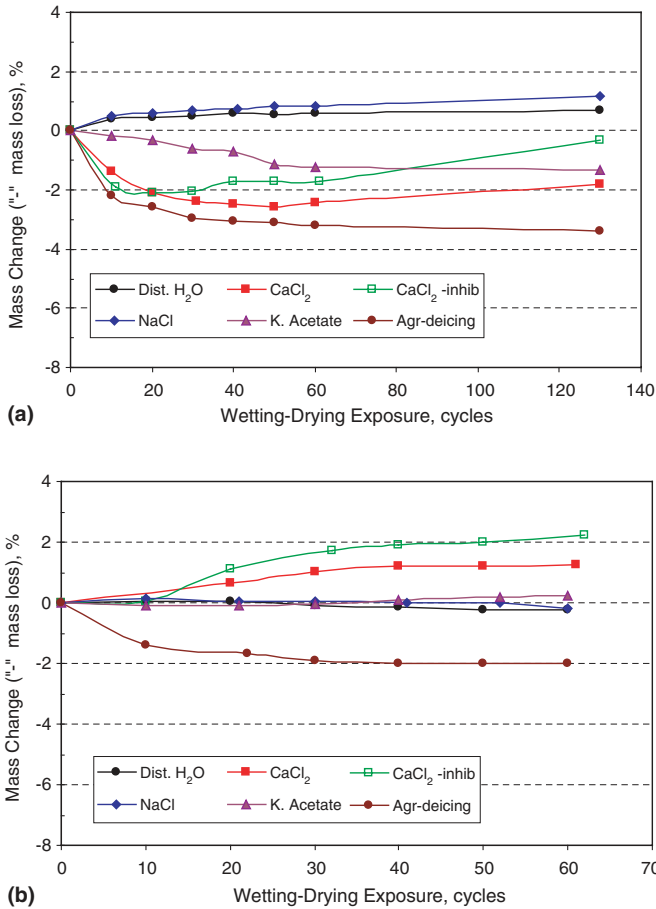 4
2
0
-2
-4
-6
-8
Mass Change ("-" mass loss), %
Dist. H2O
CaCl2
CaCl2 -inhib
NaCl
K. Acetate
Agr-deicing
0 20 40 60 80 100 120 140
(a)
Wetting-Drying Exposure, cycles
4
2
0
-2
-4
-6
-8
Mass Change ("-" mass loss), %
Dist. H2O
CaCl2
CaCl2 -inhib
NaCl
K. Acetate
Agr-deicing
0 10 20 30 40 50 60 70
(b)
Wetting-Drying Exposure, cycles